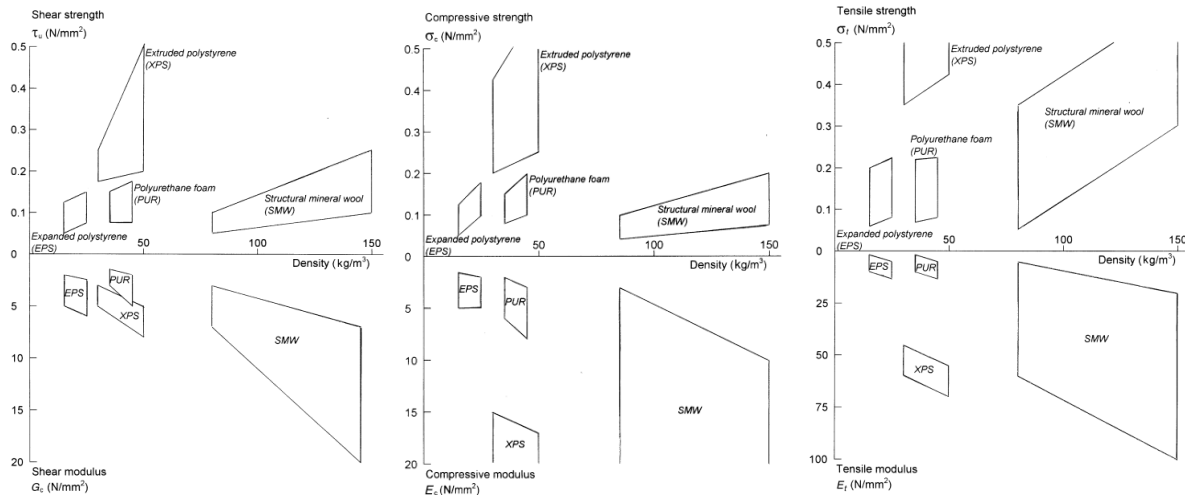 Shear strength
τu (N/mm²)
0.5
0.4
0.3
0.2
0.1
0
Extruded polystyrene
(XPS)
Polyurethane foam
(PUR)
Structural mineral wool
(SMW)
Expanded polystyrene
(EPS)
50
100
150
Density (kg/m³)
EPS
PUR
XPS
SMW
5
10
15
20
Shear modulus
Gc (N/mm²)
Compressive strength
σc (N/mm²)
0.5
0.4
0.3
0.2
0.1
0
Extruded polystyrene
(XPS)
Polyurethane foam
(PUR)
Structural mineral wool
(SMW)
Expanded polystyrene
(EPS)
50
100
150
Density (kg/m³)
EPS
PUR
XPS
SMW
5
10
15
20
Compressive modulus
Ec (N/mm²)
Tensile strength
σt (N/mm²)
0.5
0.4
0.3
0.2
0.1
0
Extruded polystyrene
(XPS)
Polyurethane foam
(PUR)
Structural mineral wool
(SMW)
Expanded polystyrene
(EPS)
50
100
150
Density (kg/m³)
EPS
PUR
XPS
SMW
25
50
75
100
Tensile modulus
Et (N/mm²)